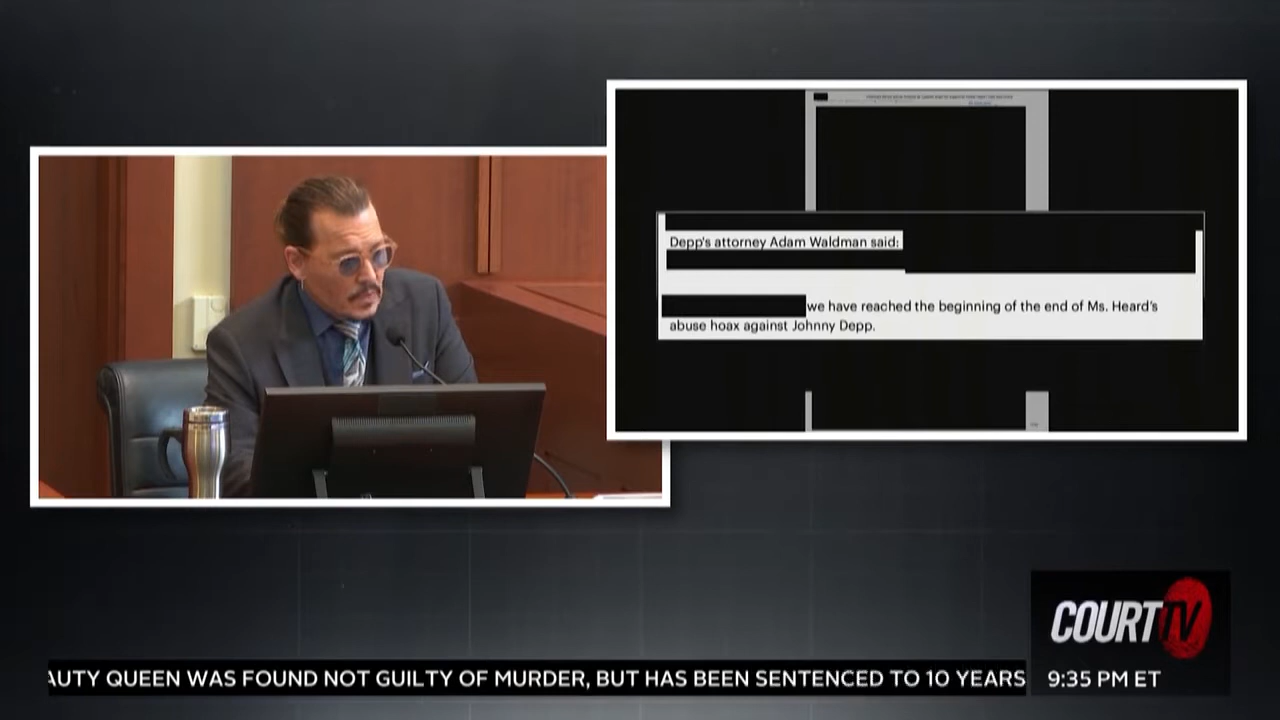 Depp's attorney Adam Waldman said:
we have reached the beginning of the end of Ms. Heard's
abuse hoax against Johnny Depp.
COURT TV
AUTY QUEEN WAS FOUND NOT GUILTY OF MURDER, BUT HAS BEEN SENTENCED TO 10 YEARS
9:35 PM ET